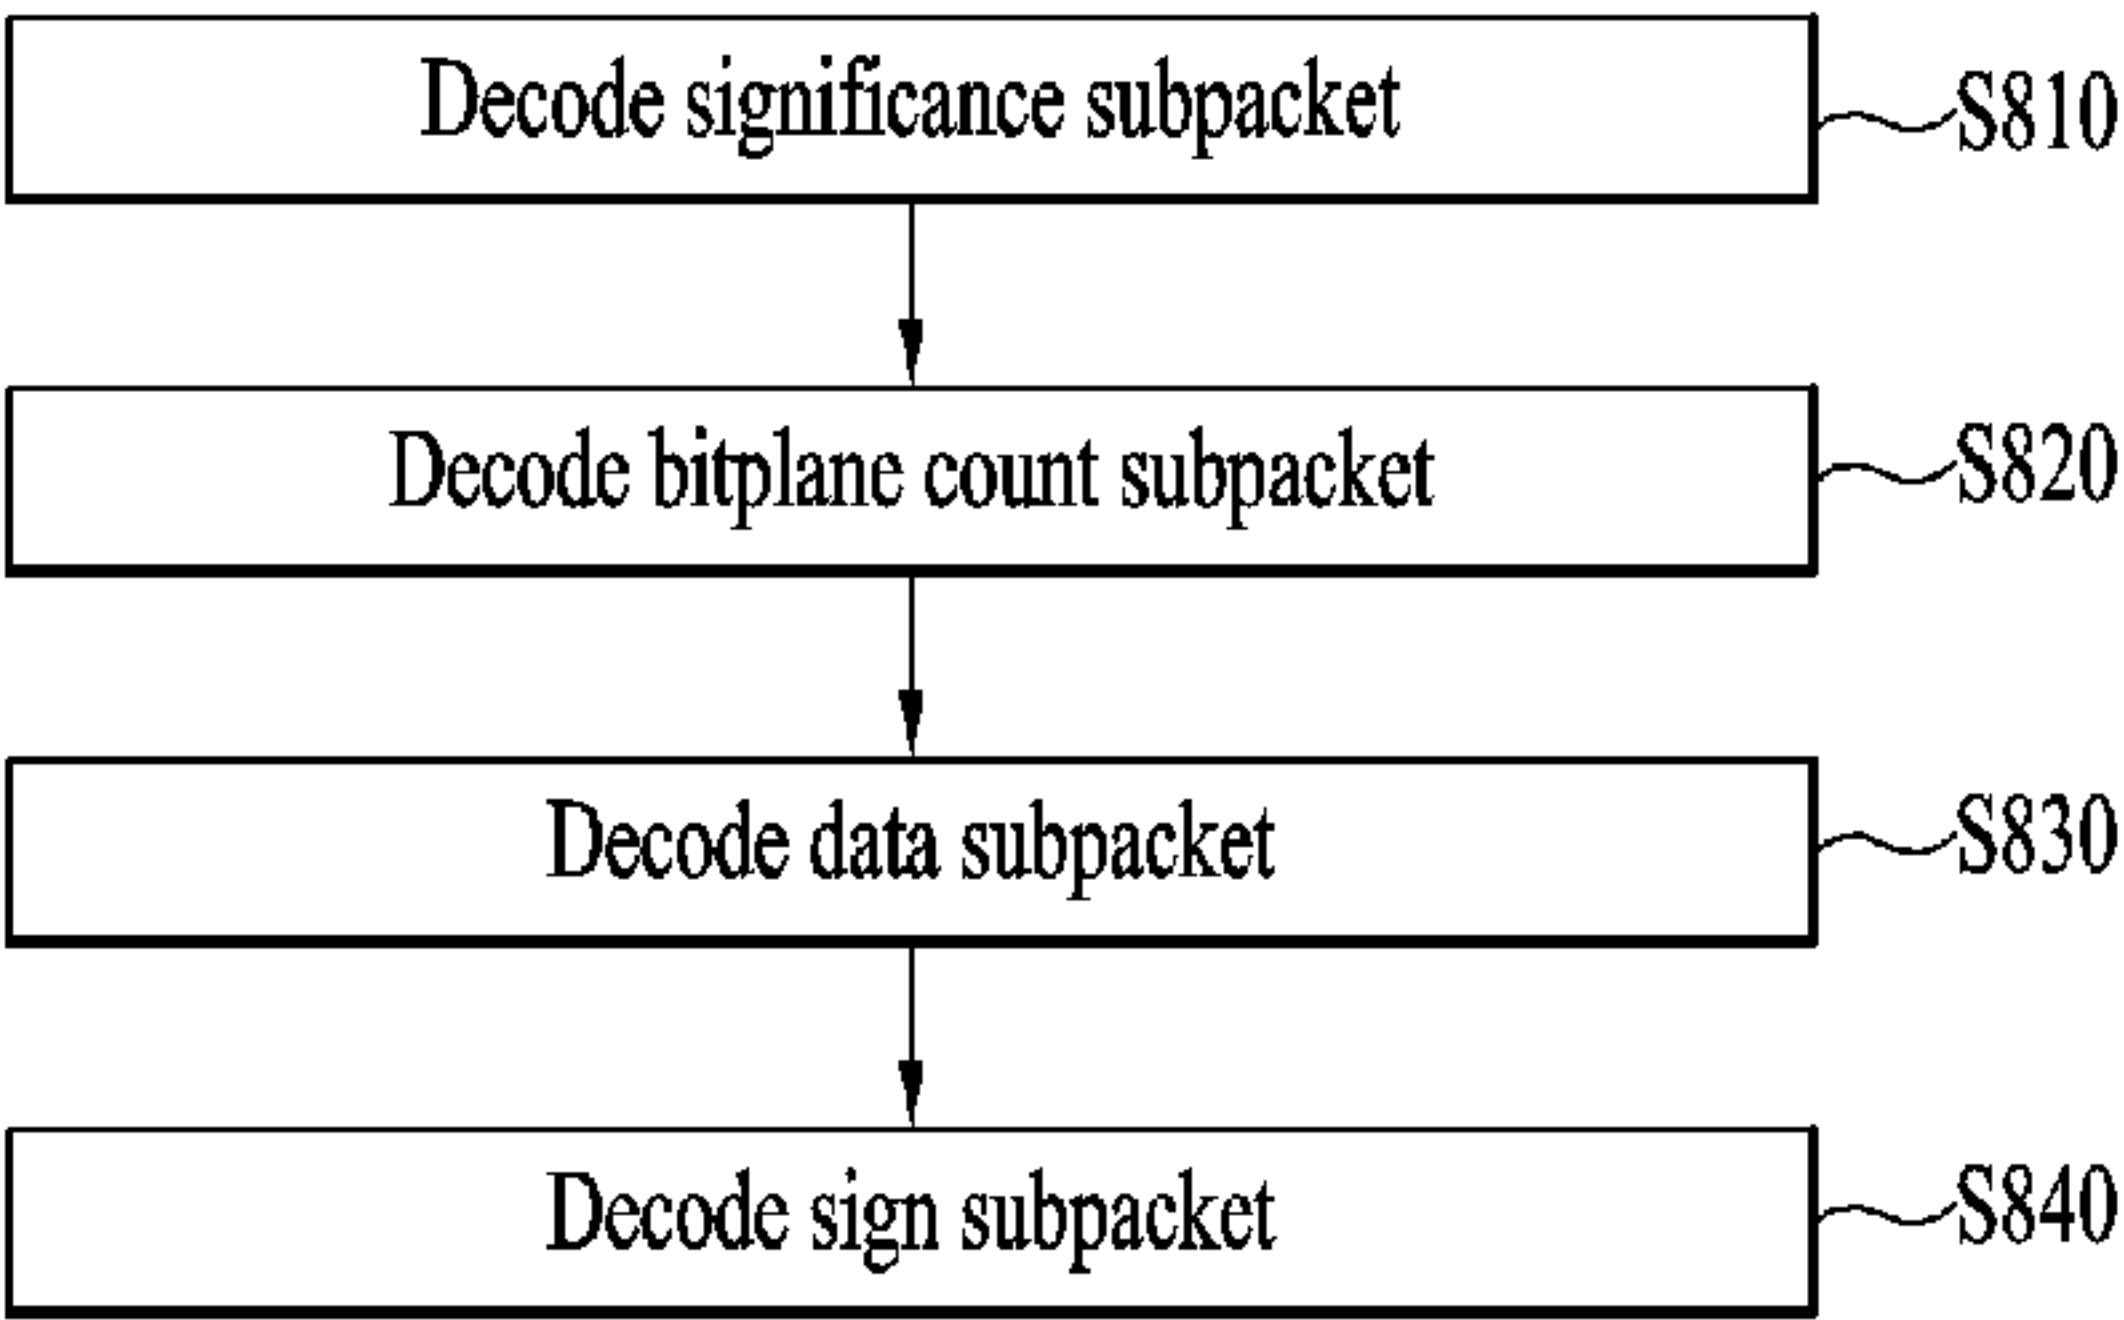 Decode significance subpacket S810
Decode bitplane count subpacket S820
Decode data subpacket S830
Decode sign subpacket S840